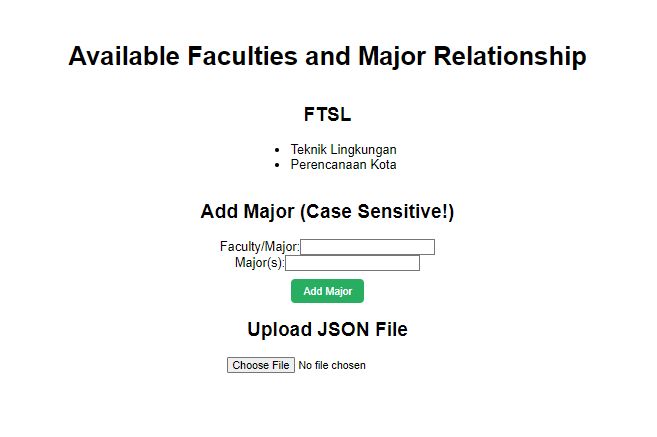 Available Faculties and Major Relationship
FTSL
• Teknik Lingkungan
• Perencanaan Kota
Add Major (Case Sensitive!)
Faculty/Major:
Major(s):
Add Major
Upload JSON File
Choose File No file chosen